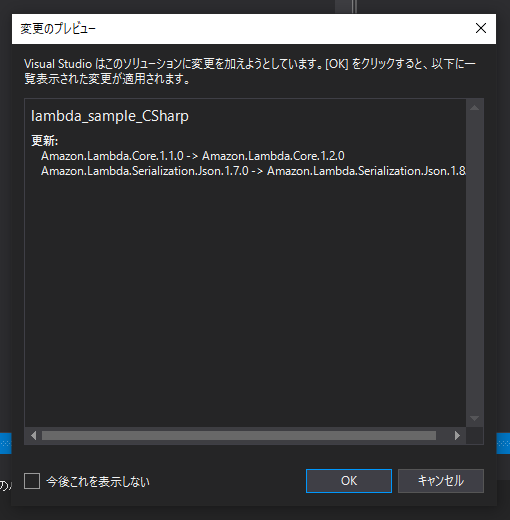 変更のプレビュー
Visual Studio はこのソリューションに変更を加えようとしています。[OK] をクリックすると、以下に一
覧表示された変更が適用されます。
lambda_sample_CSharp
更新:
Amazon.Lambda.Core.1.1.0 -> Amazon.Lambda.Core.1.2.0
Amazon.Lambda.Serialization.Json.1.7.0 -> Amazon.Lambda.Serialization.Json.1.8
今後これを表示しない
OK
キャンセル